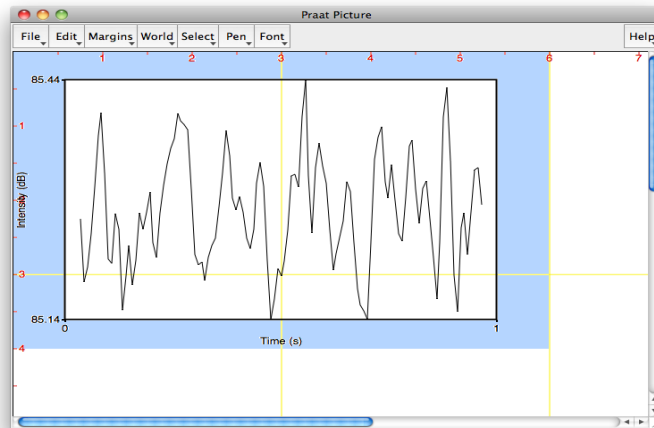 Praat Picture
File Edit Margins World Select Pen Font Help
1 2 3 4 5 6 7
85.44
1
Intensity (dB)
3
85.14
0 1
Time (s)
4